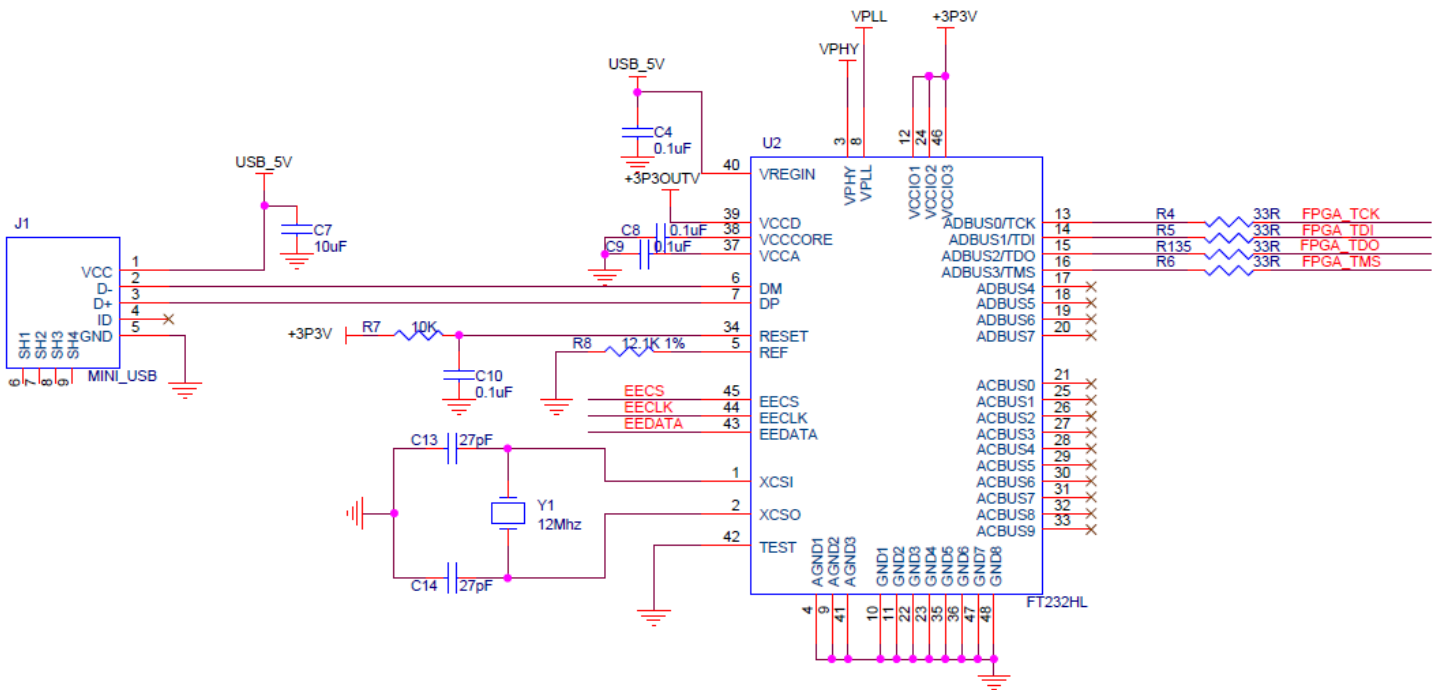 VPLL
+3P3V
VPHY
USB_5V
C4
0.1uF
12
24
46
3
8
U2
USB_5V
40
VREGIN
VPHY
VPLL
VCCIO1
VCCIO2
VCCIO3
+3P3OUTV
J1
C7
10uF
39
VCCD
C8
0.1uF
38
VCCCORE
C9
0.1uF
37
VCCA
ADBUS0/TCK
13
R4
33R
FPGA_TCK
ADBUS1/TDI
14
R5
33R
FPGA_TDI
ADBUS2/TDO
15
R135
33R
FPGA_TDO
ADBUS3/TMS
16
R6
33R
FPGA_TMS
VCC
1
D-
2
D+
3
ID
4
GND
5
SH1
SH2
SH3
SH4
6
7
8
9
MINI_USB
6
DM
7
DP
ADBUS4
17
ADBUS5
18
ADBUS6
19
ADBUS7
20
+3P3V
R7
10K
34
RESET
R8
12.1K 1%
5
REF
C10
0.1uF
EECS
45
EECS
EECLK
44
EECLK
EEDATA
43
EEDATA
ACBUS0
21
ACBUS1
25
ACBUS2
26
ACBUS3
27
ACBUS4
28
ACBUS5
29
ACBUS6
30
ACBUS7
31
ACBUS8
32
ACBUS9
33
C13
27pF
1
XCSI
Y1
12Mhz
2
XCSO
42
TEST
C14
27pF
AGND1
AGND2
AGND3
GND1
GND2
GND3
GND4
GND5
GND6
GND7
GND8
FT232HL
4
9
41
10
11
22
23
35
36
47
48